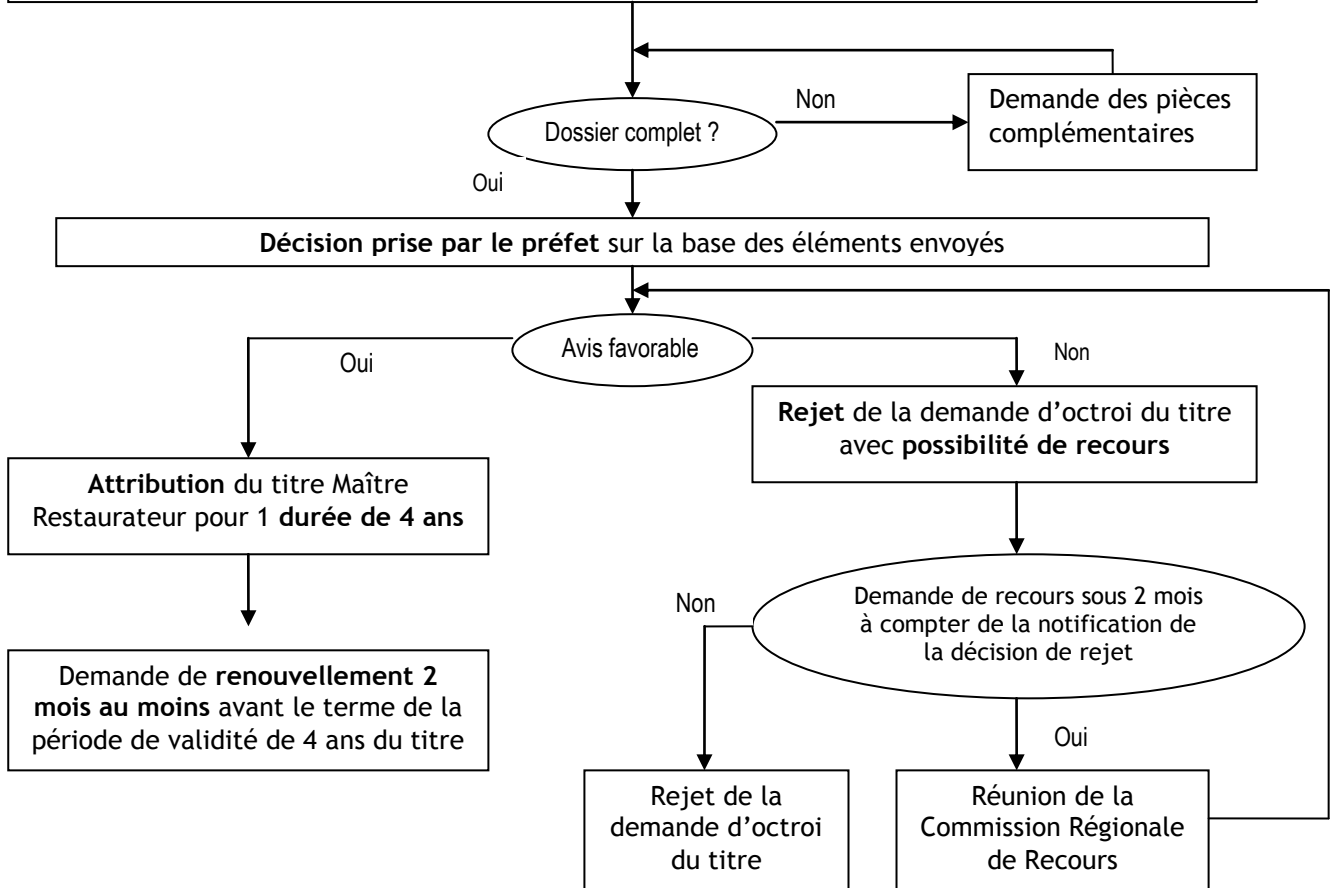 Non
Demande des pièces
complémentaires
Dossier complet ?
Oui
Décision prise par le préfet sur la base des éléments envoyés
Avis favorable
Oui
Non
Rejet de la demande d’octroi du titre
avec possibilité de recours
Attribution du titre Maître
Restaurateur pour 1 durée de 4 ans
Demande de recours sous 2 mois
à compter de la notification de
la décision de rejet
Non
Demande de renouvellement 2
mois au moins avant le terme de la
période de validité de 4 ans du titre
Oui
Rejet de la
demande d’octroi
du titre
Réunion de la
Commission Régionale
de Recours